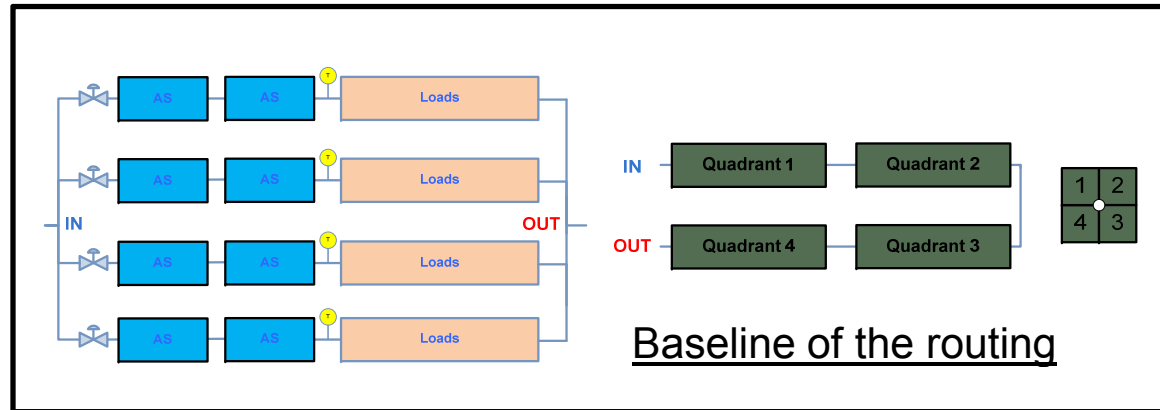 T
AS AS Loads
T
AS AS Loads
IN OUT
T
AS AS Loads
T
AS AS Loads
IN Quadrant 1 Quadrant 2
OUT Quadrant 4 Quadrant 3
1 2
4 3
Baseline of the routing